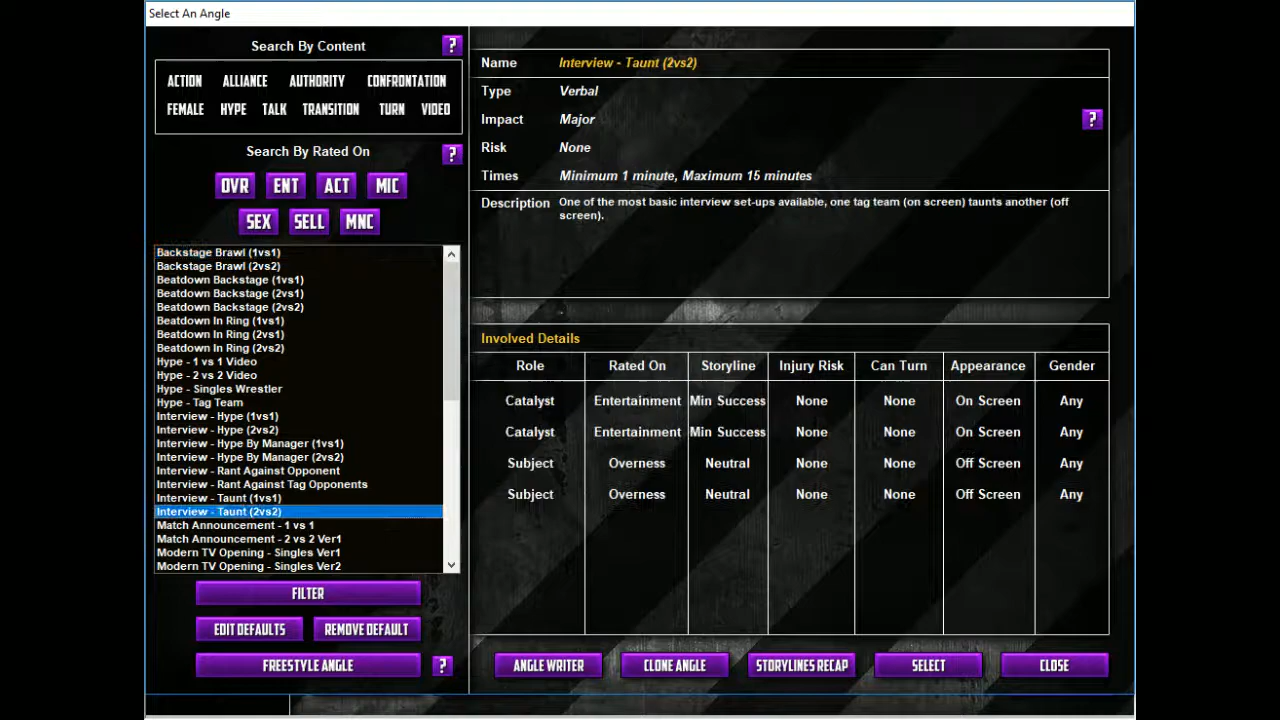 Select An Angle
Search By Content
?
ACTION ALLIANCE AUTHORITY CONFRONTATION
FEMALE HYPE TALK TRANSITION TURN VIDEO
Search By Rated On
?
OVR ENT ACT MIC
SEX SELL MNC
Backstage Brawl (1vs1)
Backstage Brawl (2vs2)
Beatdown Backstage (1vs1)
Beatdown Backstage (2vs1)
Beatdown Backstage (2vs2)
Beatdown In Ring (1vs1)
Beatdown In Ring (2vs1)
Beatdown In Ring (2vs2)
Hype - 1 vs 1 Video
Hype - 2 vs 2 Video
Hype - Singles Wrestler
Hype - Tag Team
Interview - Hype (1vs1)
Interview - Hype (2vs2)
Interview - Hype By Manager (1vs1)
Interview - Hype By Manager (2vs2)
Interview - Rant Against Opponent
Interview - Rant Against Tag Opponents
Interview - Taunt (1vs1)
Interview - Taunt (2vs2)
Match Announcement - 1 vs 1
Match Announcement - 2 vs 2 Ver1
Modern TV Opening - Singles Ver1
Modern TV Opening - Singles Ver2
FILTER
EDIT DEFAULTS REMOVE DEFAULT
FREESTYLE ANGLE ?
Name Interview - Taunt (2vs2)
Type Verbal
Impact Major
?
Risk None
Times Minimum 1 minute, Maximum 15 minutes
Description One of the most basic interview set-ups available, one tag team (on screen) taunts another (off
screen).
Involved Details
Role Rated On Storyline Injury Risk Can Turn Appearance Gender
Catalyst Entertainment Min Success None None On Screen Any
Catalyst Entertainment Min Success None None On Screen Any
Subject Overness Neutral None None Off Screen Any
Subject Overness Neutral None None Off Screen Any
ANGLE WRITER CLONE ANGLE STORYLINES RECAP SELECT CLOSE